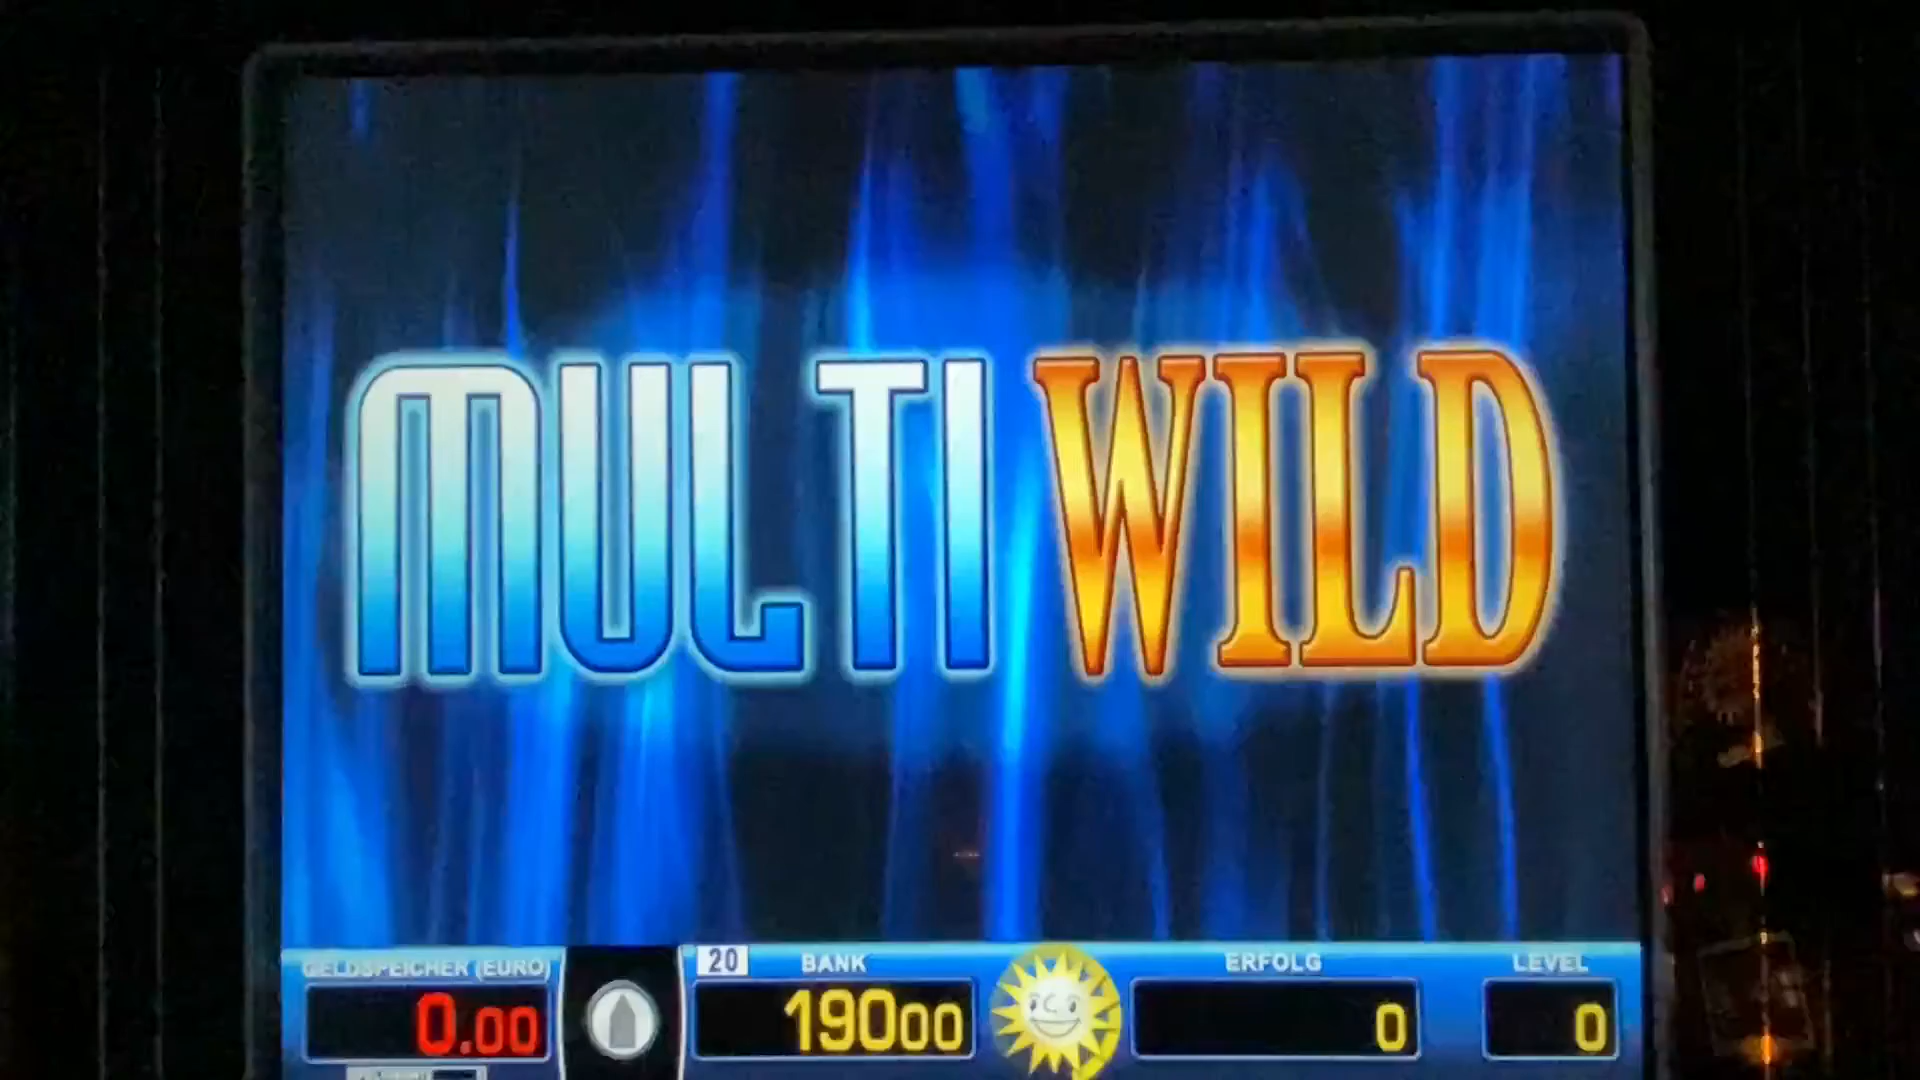 MULTI WILD
GELDSPEICHER (EURO) 20 BANK ERFOLG LEVEL
0.00 19000 0 0